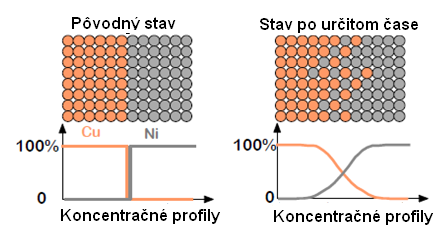 Pôvodný stav
Stav po určitom čase
Cu
Ni
100%
0
Koncentračné profily
100%
0
Koncentračné profily